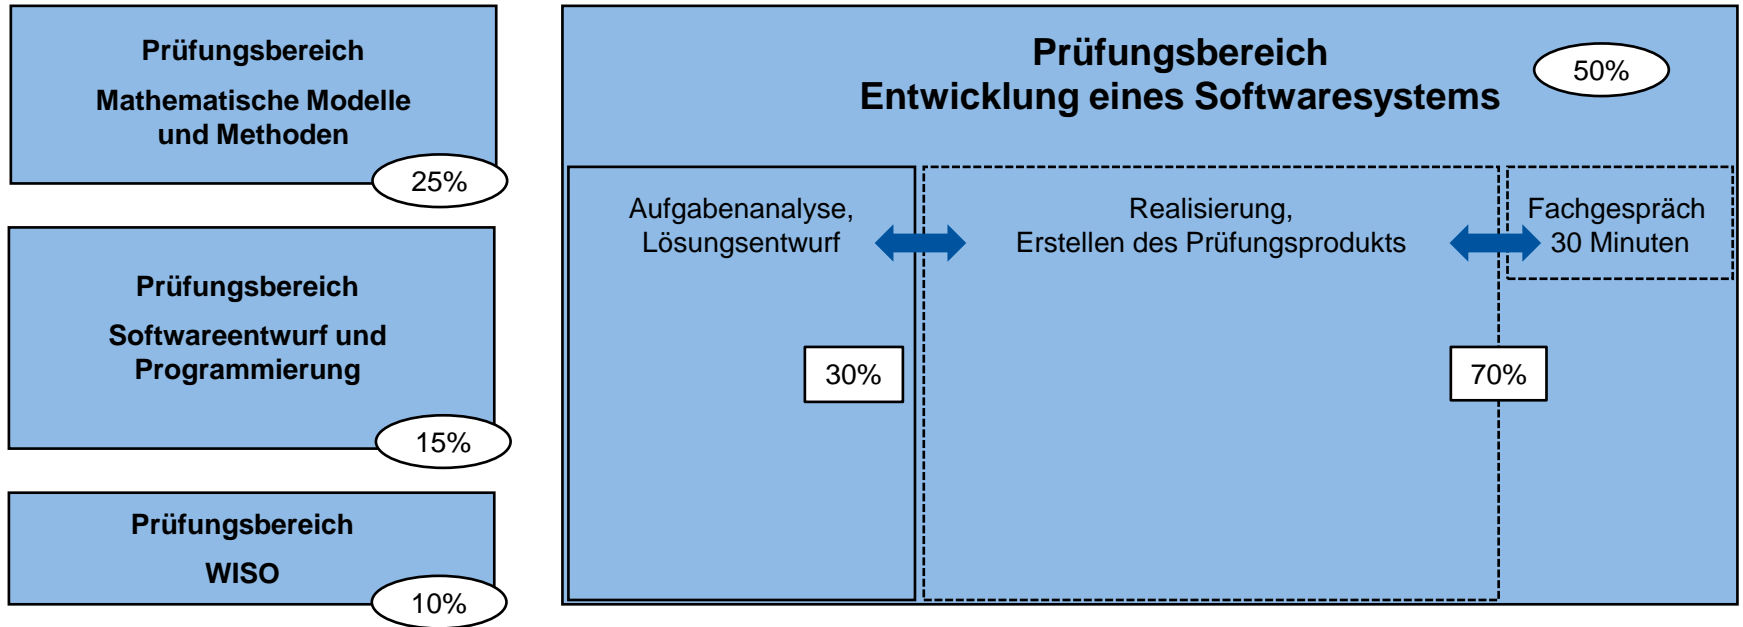 Prüfungsbereich
Mathematische Modelle
und Methoden
25%
Prüfungsbereich
Softwareentwurf und
Programmierung
15%
Prüfungsbereich
WISO
10%
Prüfungsbereich
Entwicklung eines Softwaresystems
50%
Aufgabenanalyse,
Lösungsentwurf
30%
Realisierung,
Erstellen des Prüfungsprodukts
Fachgespräch
30 Minuten
70%